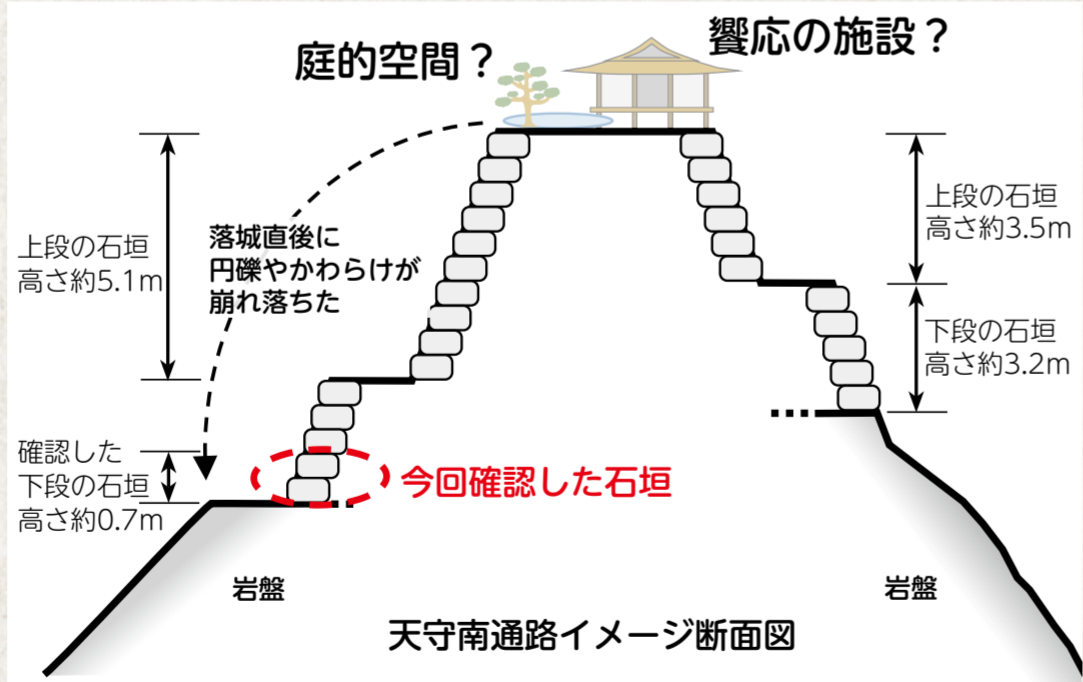 庭的空間？
饗応の施設？
上段の石垣
高さ約5.1m
落城直後に
円礫やかわらけが
崩れ落ちた
上段の石垣
高さ約3.5m
下段の石垣
高さ約3.2m
確認した
下段の石垣
高さ約0.7m
今回確認した石垣
岩盤
岩盤
天守南通路イメージ断面図